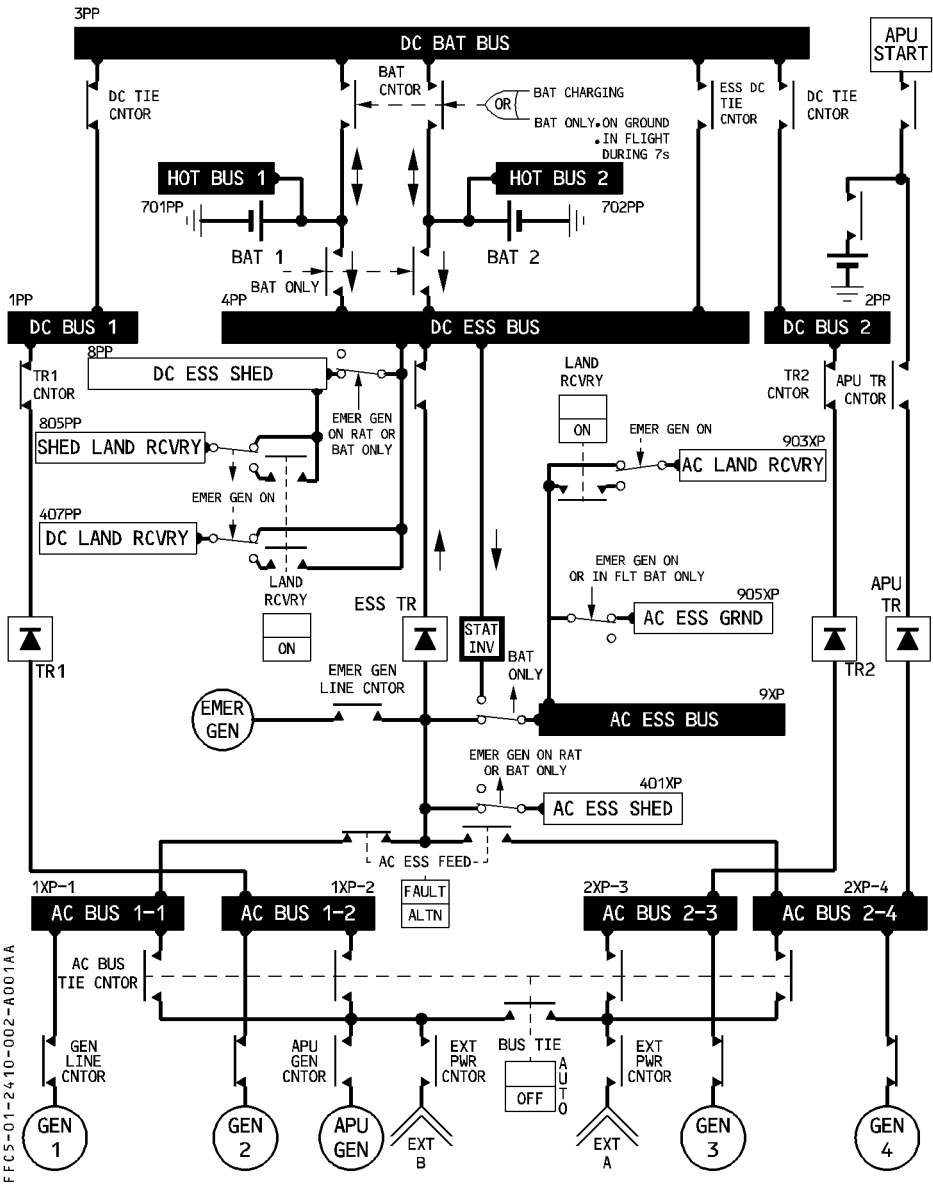 3PP
DC BAT BUS
APU
START
DC TIE
CNTOR
BAT
CNTOR
OR
BAT CHARGING
BAT ONLY.ON GROUND
.IN FLIGHT
DURING 7s
ESS DC
TIE
CNTOR
DC TIE
CNTOR
HOT BUS 1
HOT BUS 2
701PP
702PP
BAT 1
BAT 2
BAT ONLY
1PP
DC BUS 1
4PP
DC ESS BUS
2PP
DC BUS 2
8PP
DC ESS SHED
TR1
CNTOR
LAND
RCVRY
ON
TR2
CNTOR
APU TR
CNTOR
EMER GEN
ON RAT OR
BAT ONLY
805PP
SHED LAND RCVRY
EMER GEN ON
903XP
AC LAND RCVRY
EMER GEN ON
407PP
DC LAND RCVRY
LAND
RCVRY
ON
EMER GEN ON
OR IN FLT BAT ONLY
905XP
AC ESS GRND
ESS TR
STAT
INV
APU
TR
TR1
TR2
BAT
ONLY
EMER GEN
LINE CNTOR
EMER
GEN
9XP
AC ESS BUS
EMER GEN ON RAT
OR BAT ONLY
401XP
AC ESS SHED
AC ESS FEED
FAULT
ALTN
1XP-1
AC BUS 1-1
1XP-2
AC BUS 1-2
2XP-3
AC BUS 2-3
2XP-4
AC BUS 2-4
AC BUS
TIE CNTOR
BUS TIE
OFF
AUTO
GEN
LINE
CNTOR
APU
GEN
CNTOR
EXT
PWR
CNTOR
EXT
PWR
CNTOR
GEN
1
GEN
2
APU
GEN
EXT
B
EXT
A
GEN
3
GEN
4
FFC5-01-2410-002-A001AA